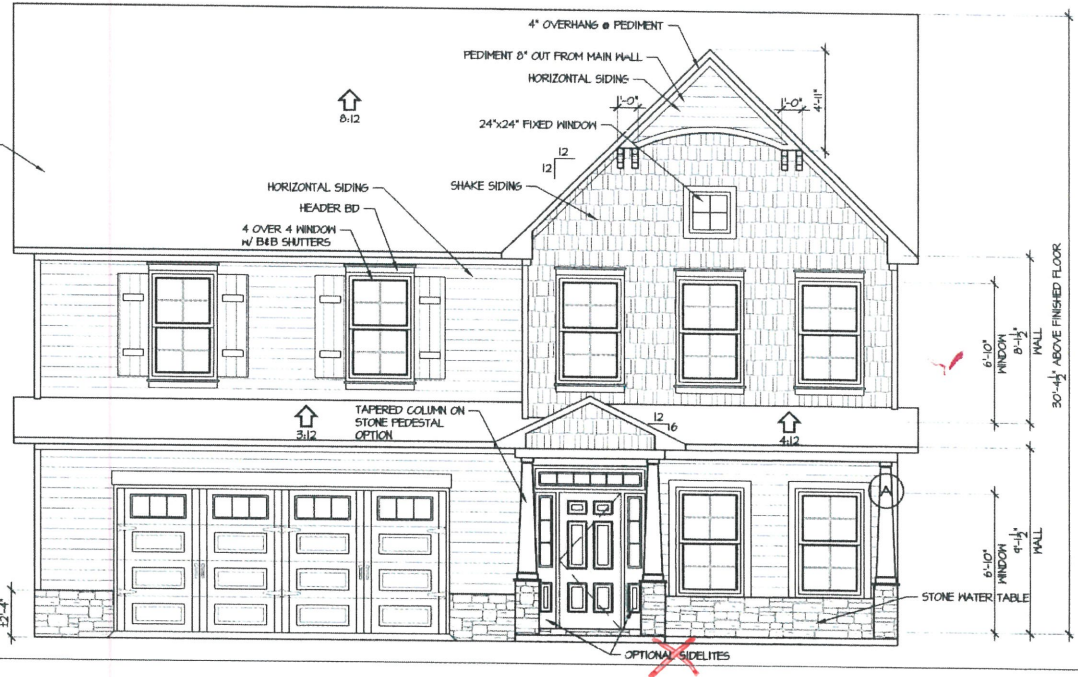 4" OVERHANG @ PEDIMENT
PEDIMENT 8" OUT FROM MAIN WALL
HORIZONTAL SIDING
1'-0"
1'-0"
4'-11"
8:12
24"x24" FIXED WINDOW
12
12
HORIZONTAL SIDING
SHAKE SIDING
HEADER BD
4 OVER 4 WINDOW
W/ B&B SHUTTERS
6'-10"
WINDOW
8'-1½"
WALL
30'-4½" ABOVE FINISHED FLOOR
3:12
TAPERED COLUMN ON
STONE PEDESTAL
OPTION
12
6
4:12
A
6'-10"
WINDOW
9'-1½"
WALL
±2'-4"
STONE WATER TABLE
OPTIONAL SIDELITES